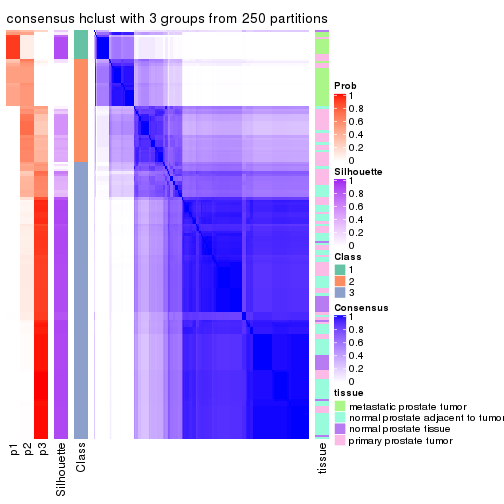 consensus hclust with 3 groups from 250 partitions
Prob
1
0.8
0.6
0.4
0.2
0
Silhouette
1
0.8
0.6
0.4
0.2
0
Class
1
2
3
Consensus
1
0.8
0.6
0.4
0.2
0
tissue
metastatic prostate tumor
normal prostate adjacent to tumor
normal prostate tissue
primary prostate tumor
p1
p2
p3
Silhouette
Class
tissue